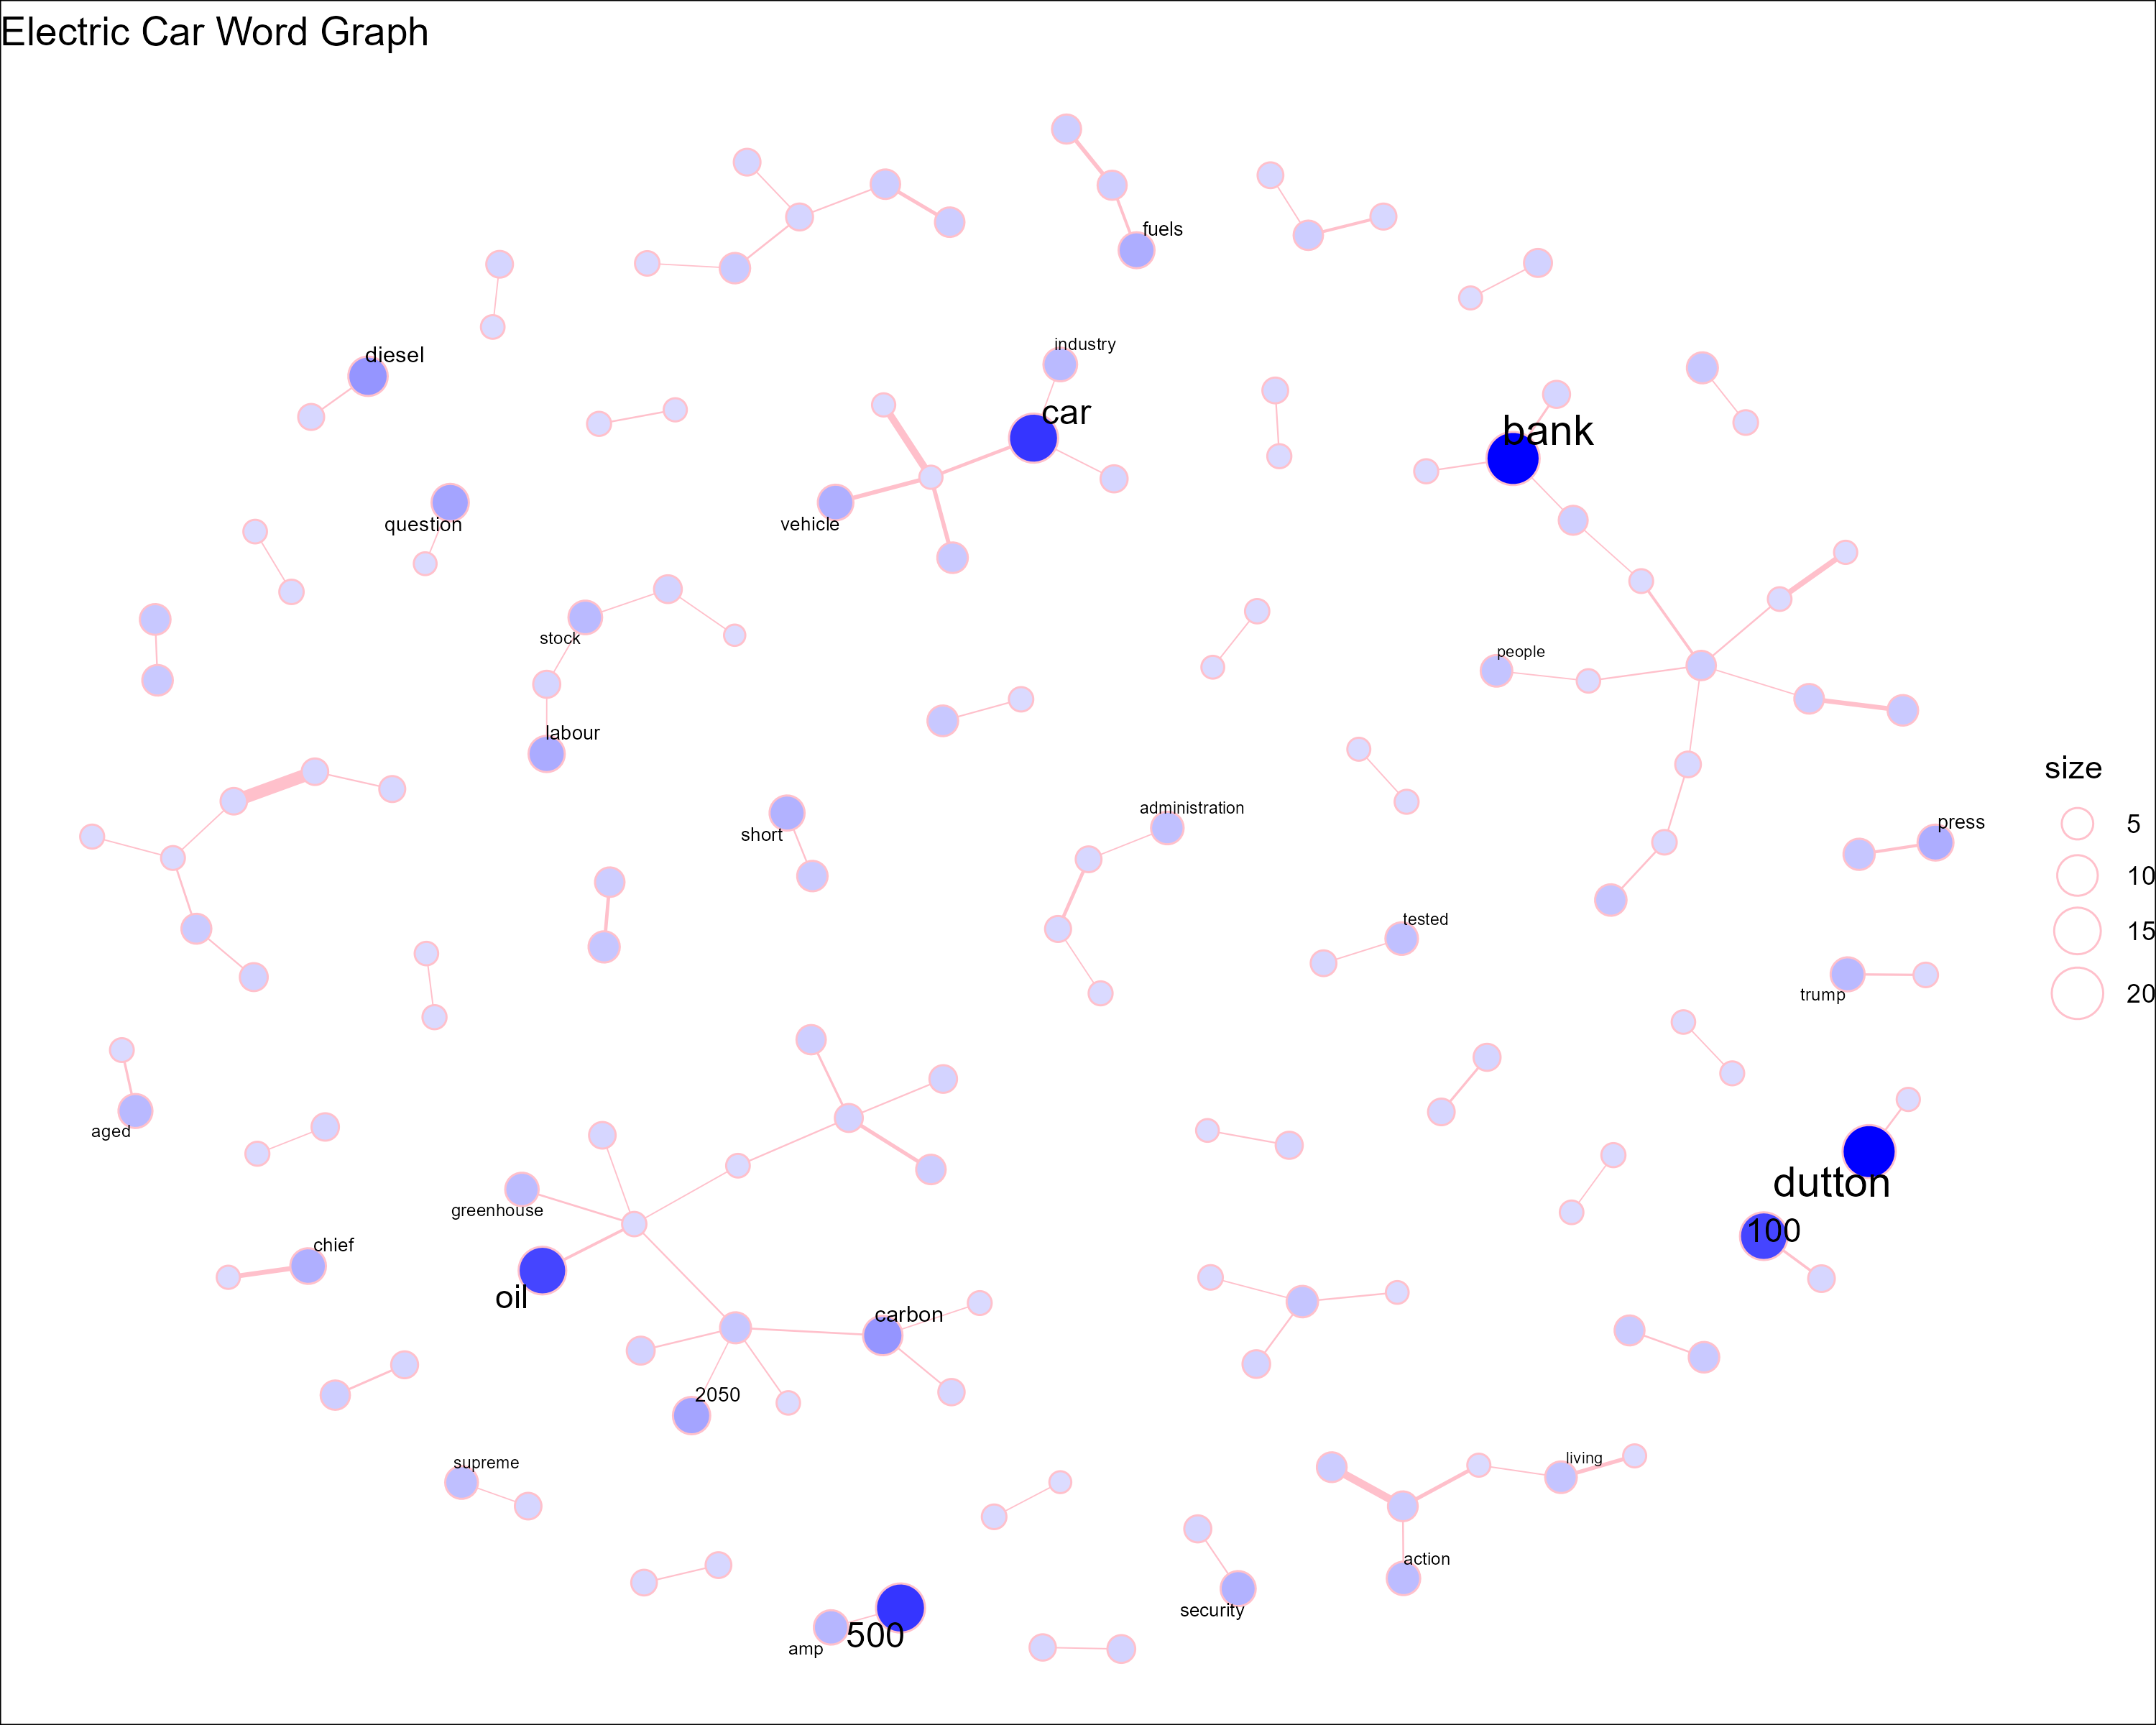 Electric Car Word Graph
fuels
industry
diesel
car
bank
question
vehicle
stock
people
labour
size
administration
5
press
short
10
tested
15
trump
20
aged
dutton
greenhouse
100
chief
oil
carbon
2050
supreme
living
action
security
500
amp